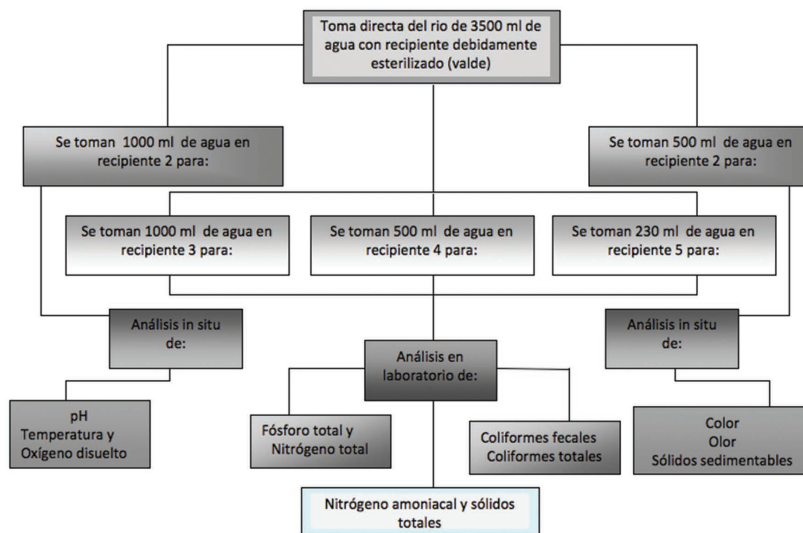 Toma directa del rio de 3500 ml de
agua con recipiente debidamente
esterilizado (valde)
Se toman 1000 ml de agua en
recipiente 2 para:
Se toman 500 ml de agua en
recipiente 2 para:
Se toman 1000 ml de agua en
recipiente 3 para:
Se toman 500 ml de agua en
recipiente 4 para:
Se toman 230 ml de agua en
recipiente 5 para:
Análisis in situ
de:
Análisis en
laboratorio de:
Análisis in situ
de:
pH
Temperatura y
Oxígeno disuelto
Fósforo total y
Nitrógeno total
Coliformes fecales
Coliformes totales
Color
Olor
Sólidos sedimentables
Nitrógeno amoniacal y sólidos
totales